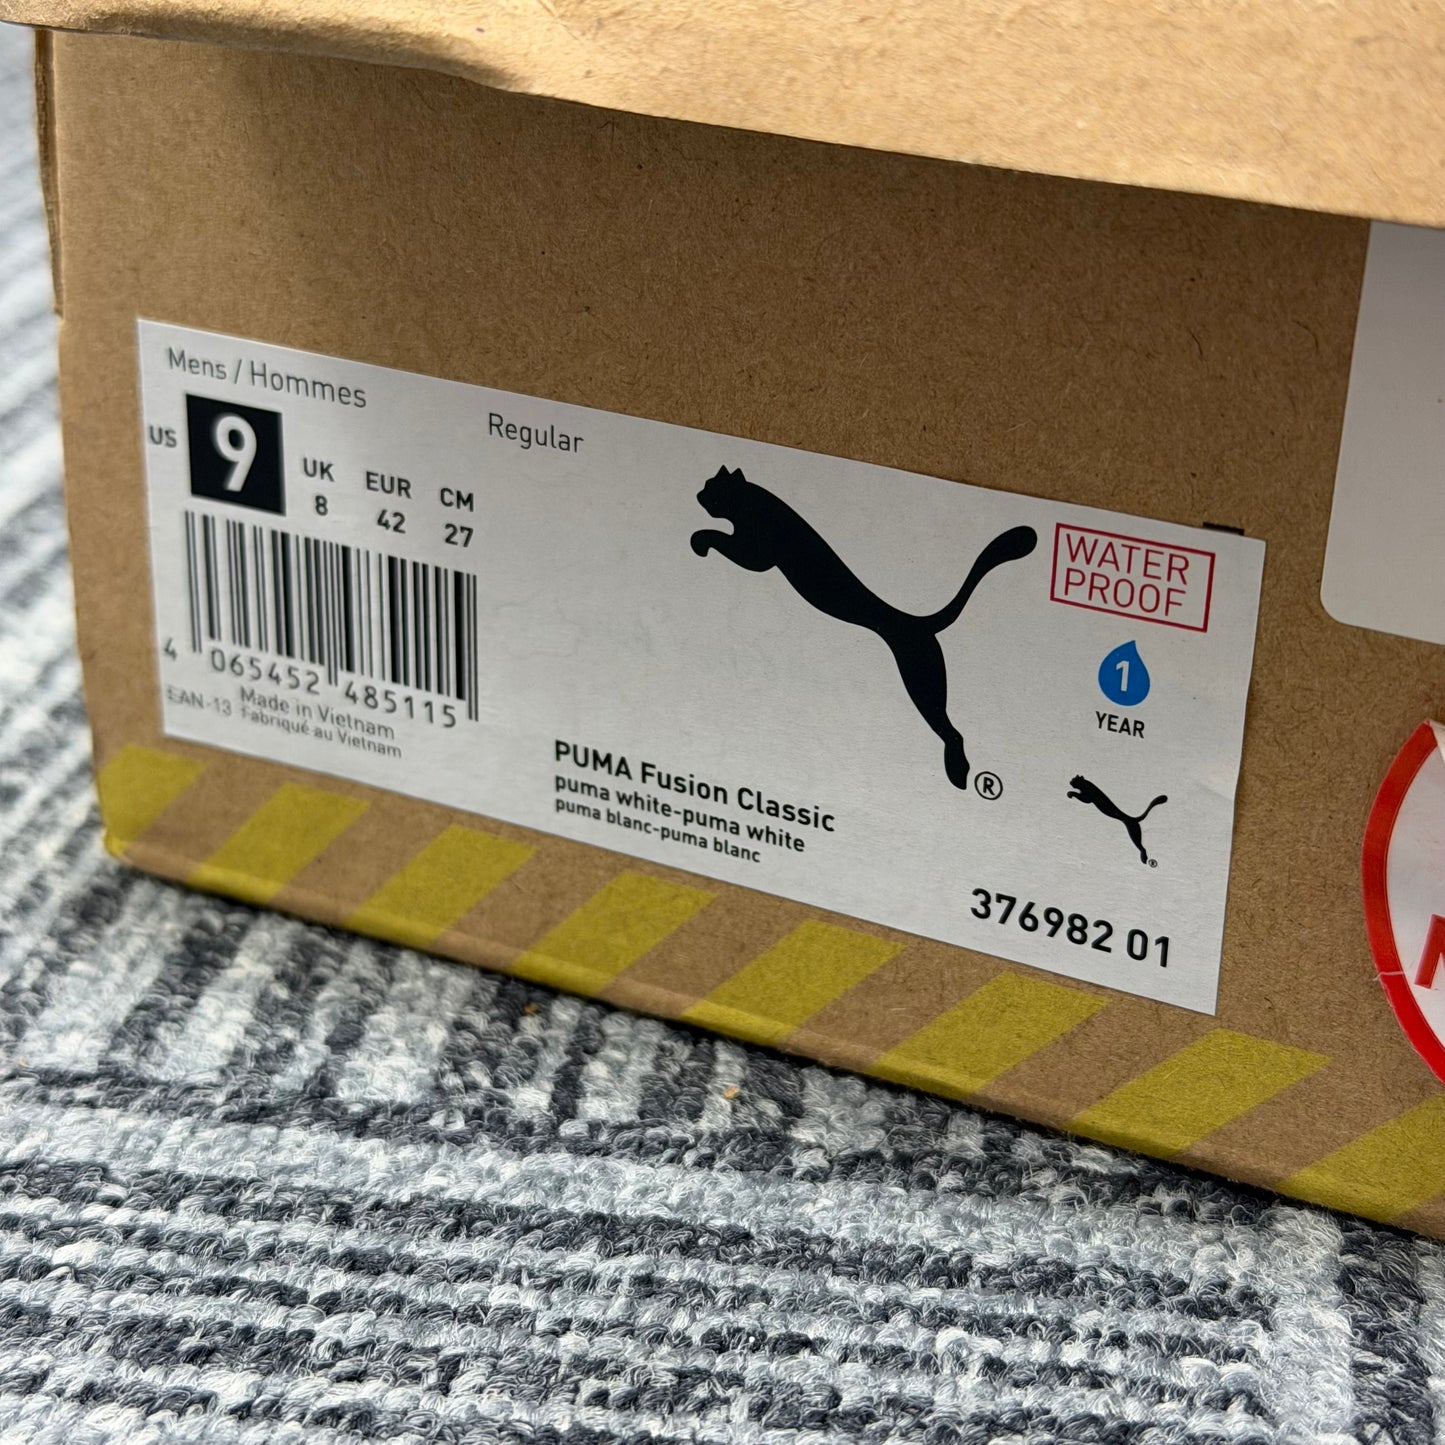 Mens / Hommes
Regular
US 9
UK EUR CM
8 42 27
4 065452 485115
EAN-13 Made in Vietnam
Fabriqué au Vietnam
WATER
PROOF
1
YEAR
®
PUMA Fusion Classic
puma white-puma white
puma blanc-puma blanc
®
376982 01